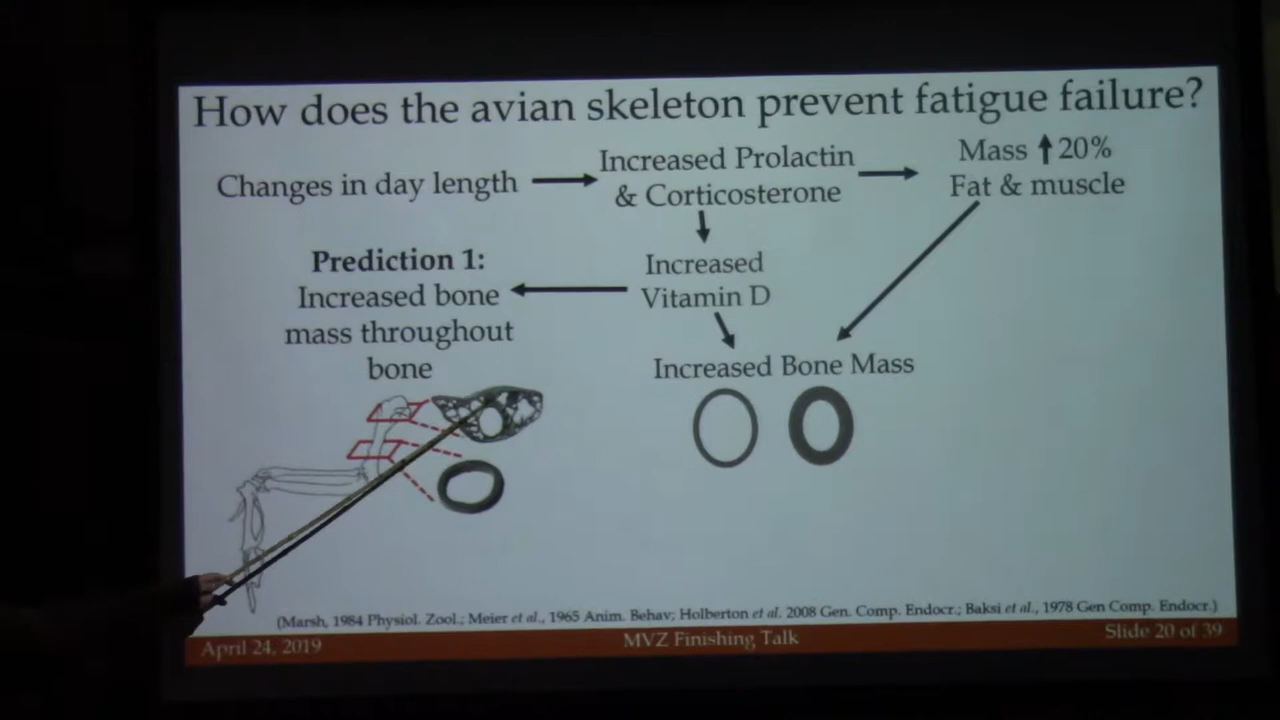 How does the avian skeleton prevent fatigue failure?
Changes in day length
Increased Prolactin
& Corticosterone
Mass ↑ 20%
Fat & muscle
Prediction 1:
Increased bone
mass throughout
bone
Increased
Vitamin D
Increased Bone Mass
(Marsh, 1984 Physiol. Zool.; Meier et al., 1965 Anim. Behav; Holberton et al. 2008 Gen. Comp. Endocr.; Baksi et al., 1978 Gen Comp. Endocr.)
April 24, 2019
MVZ Finishing Talk
Slide 20 of 39